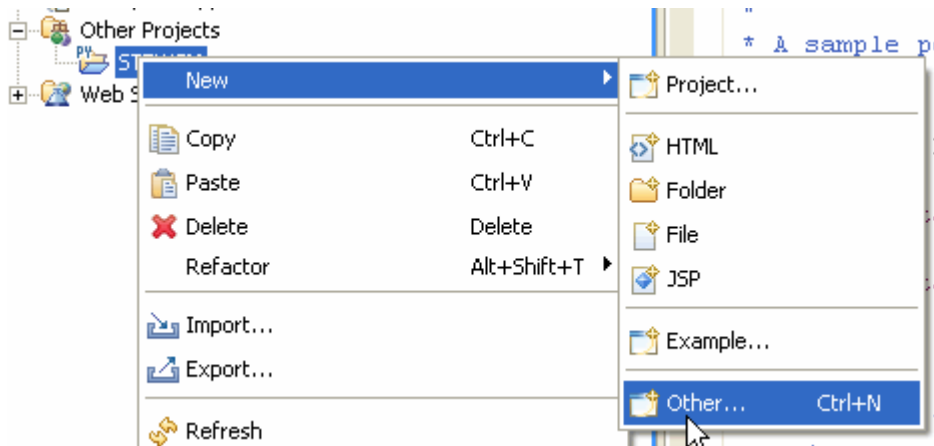 Other Projects
New
Project...
Web S
Copy Ctrl+C
Paste Ctrl+V
Delete Delete
Refactor Alt+Shift+T
Import...
Export...
Refresh
HTML
Folder
File
JSP
Example...
Other... Ctrl+N
* A sample p